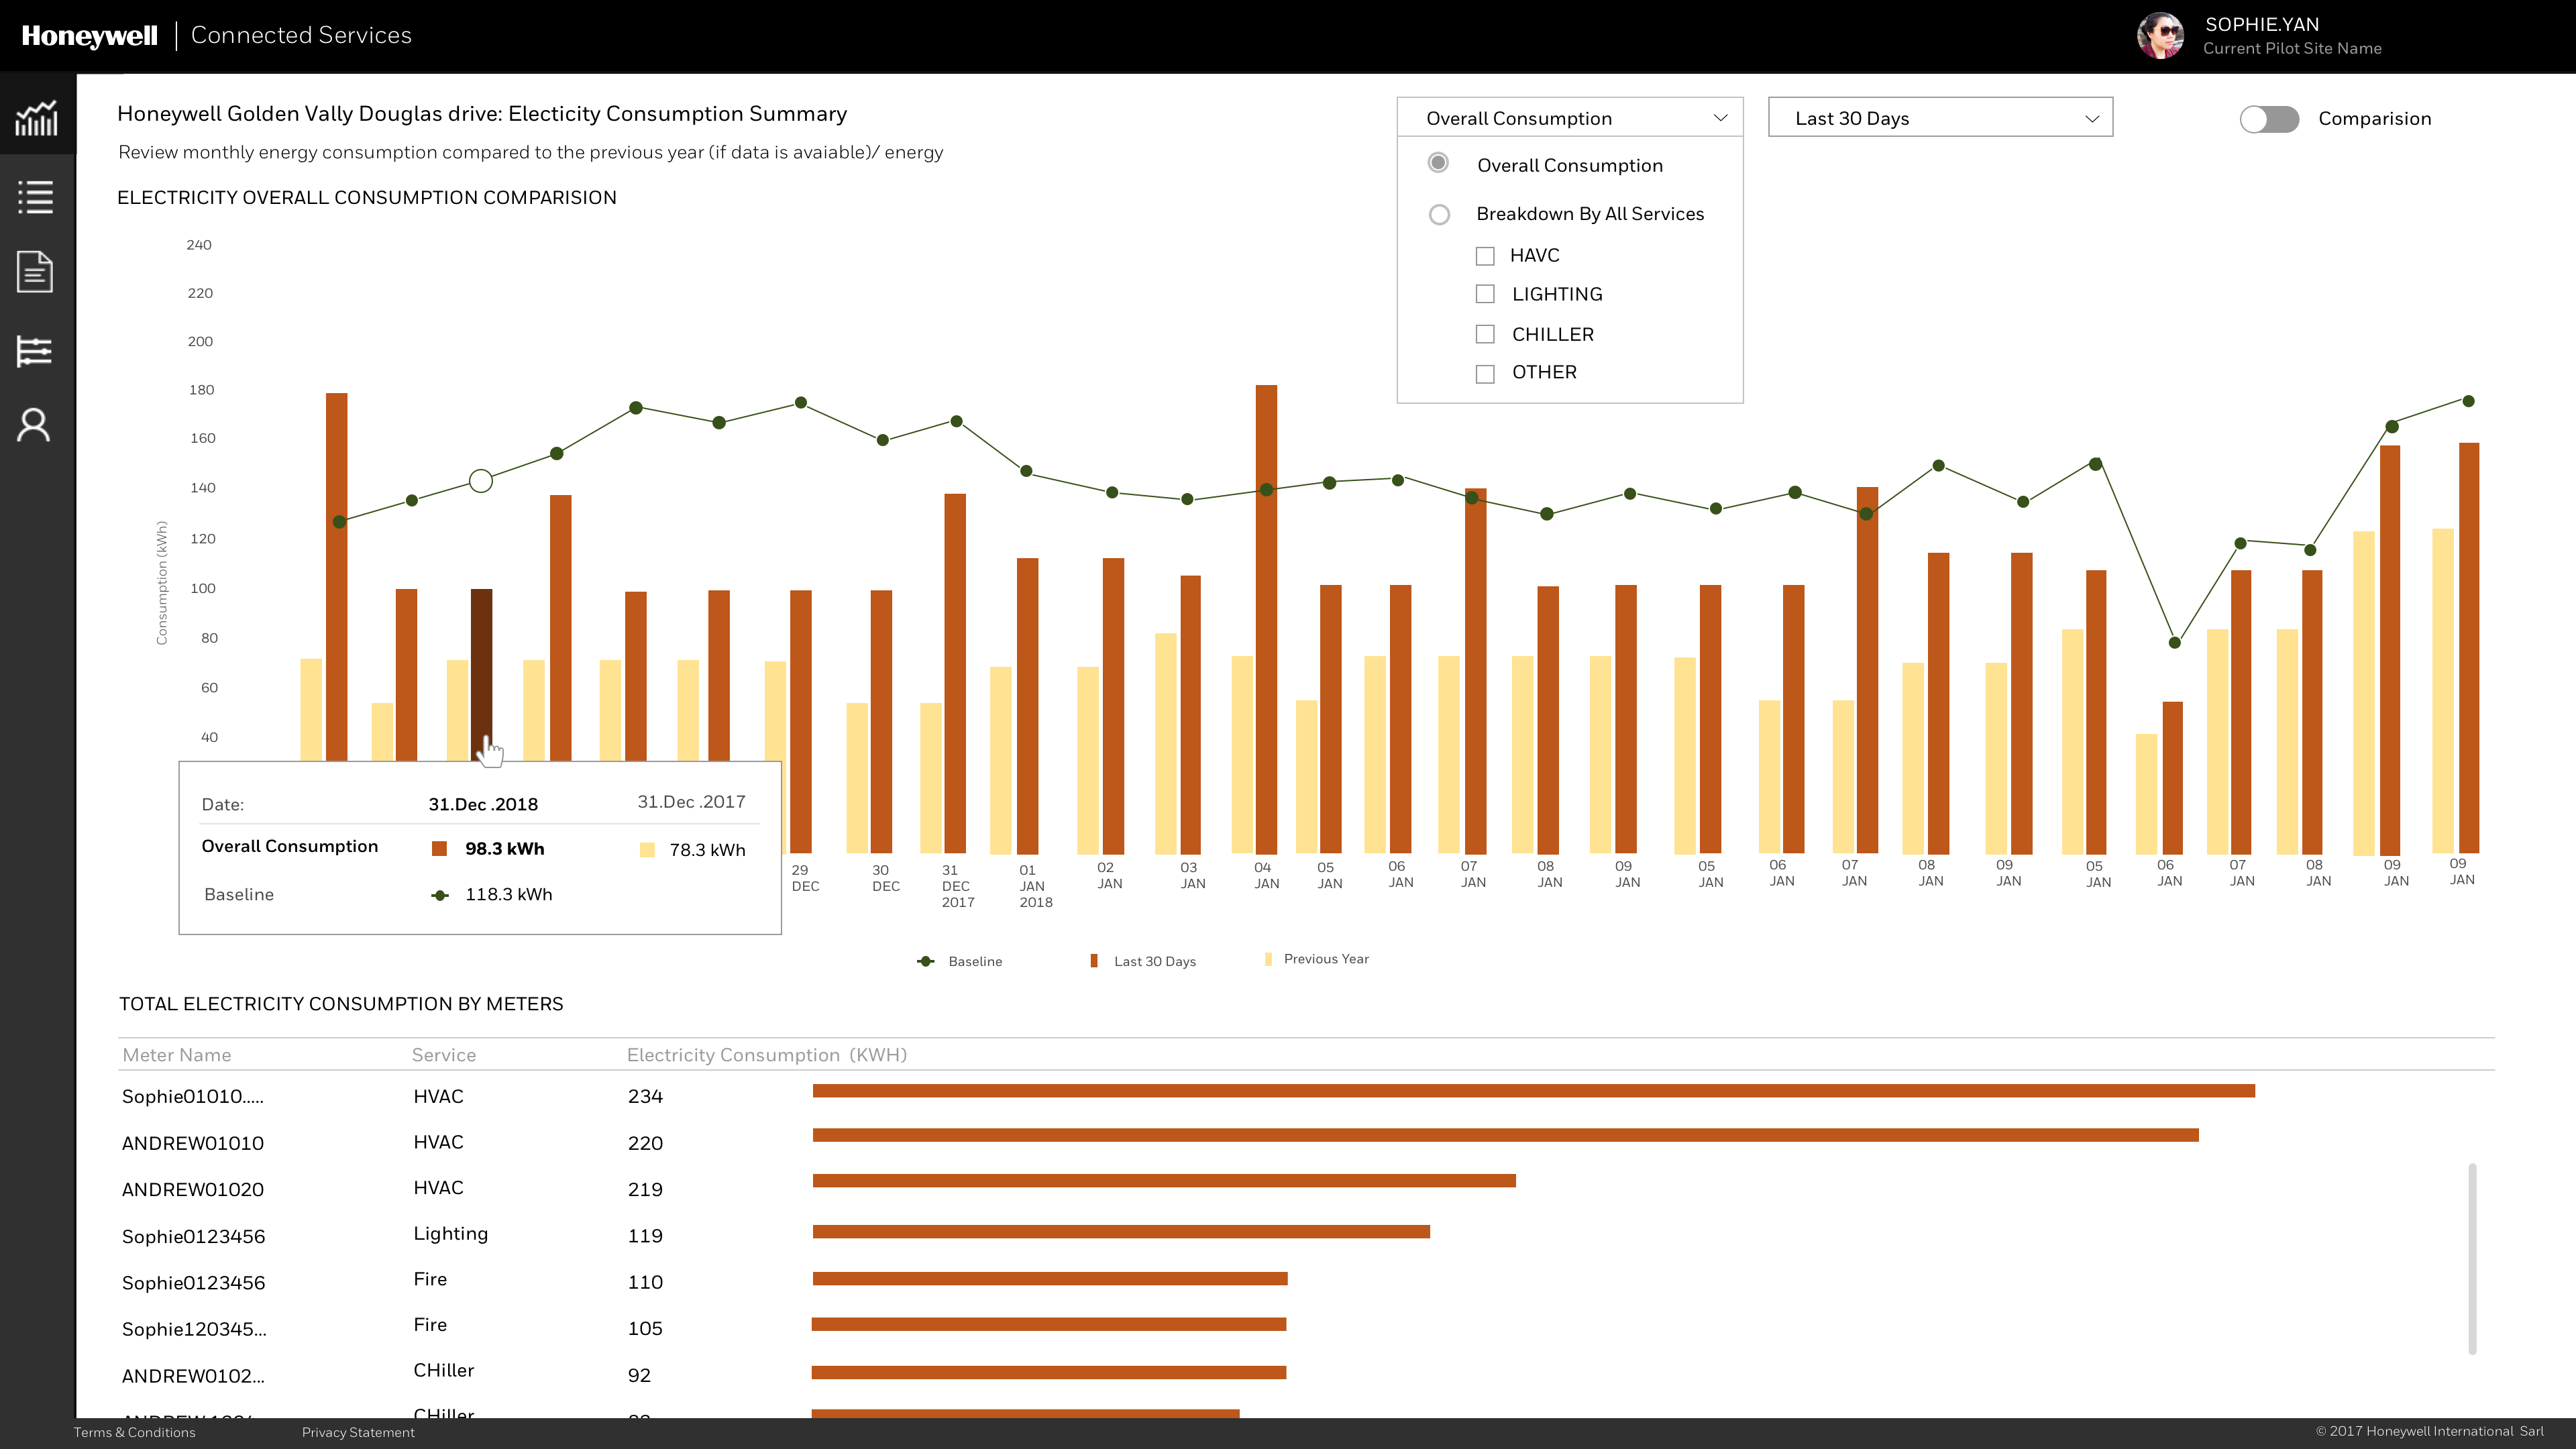 Honeywell | Connected Services
SOPHIE.YAN
Current Pilot Site Name
Honeywell Golden Vally Douglas drive: Electicity Consumption Summary
Review monthly energy consumption compared to the previous year (if data is avaiable)/ energy
Overall Consumption
Last 30 Days
Comparision
Overall Consumption
Breakdown By All Services
HAVC
LIGHTING
CHILLER
OTHER
ELECTRICITY OVERALL CONSUMPTION COMPARISION
Consumption (kWh)
240
220
200
180
160
140
120
100
80
60
40
Date: 31.Dec .2018 31.Dec .2017
Overall Consumption 98.3 kWh 78.3 kWh
Baseline 118.3 kWh
29 DEC
30 DEC
31 DEC 2017
01 JAN 2018
02 JAN
03 JAN
04 JAN
05 JAN
06 JAN
07 JAN
08 JAN
09 JAN
05 JAN
06 JAN
07 JAN
08 JAN
09 JAN
05 JAN
06 JAN
07 JAN
08 JAN
09 JAN
09 JAN
Baseline Last 30 Days Previous Year
TOTAL ELECTRICITY CONSUMPTION BY METERS
Meter Name Service Electricity Consumption (KWH)
Sophie01010..... HVAC 234
ANDREW01010 HVAC 220
ANDREW01020 HVAC 219
Sophie0123456 Lighting 119
Sophie0123456 Fire 110
Sophie120345... Fire 105
ANDREW0102... CHiller 92
CHiller
Terms & Conditions Privacy Statement © 2017 Honeywell International Sarl